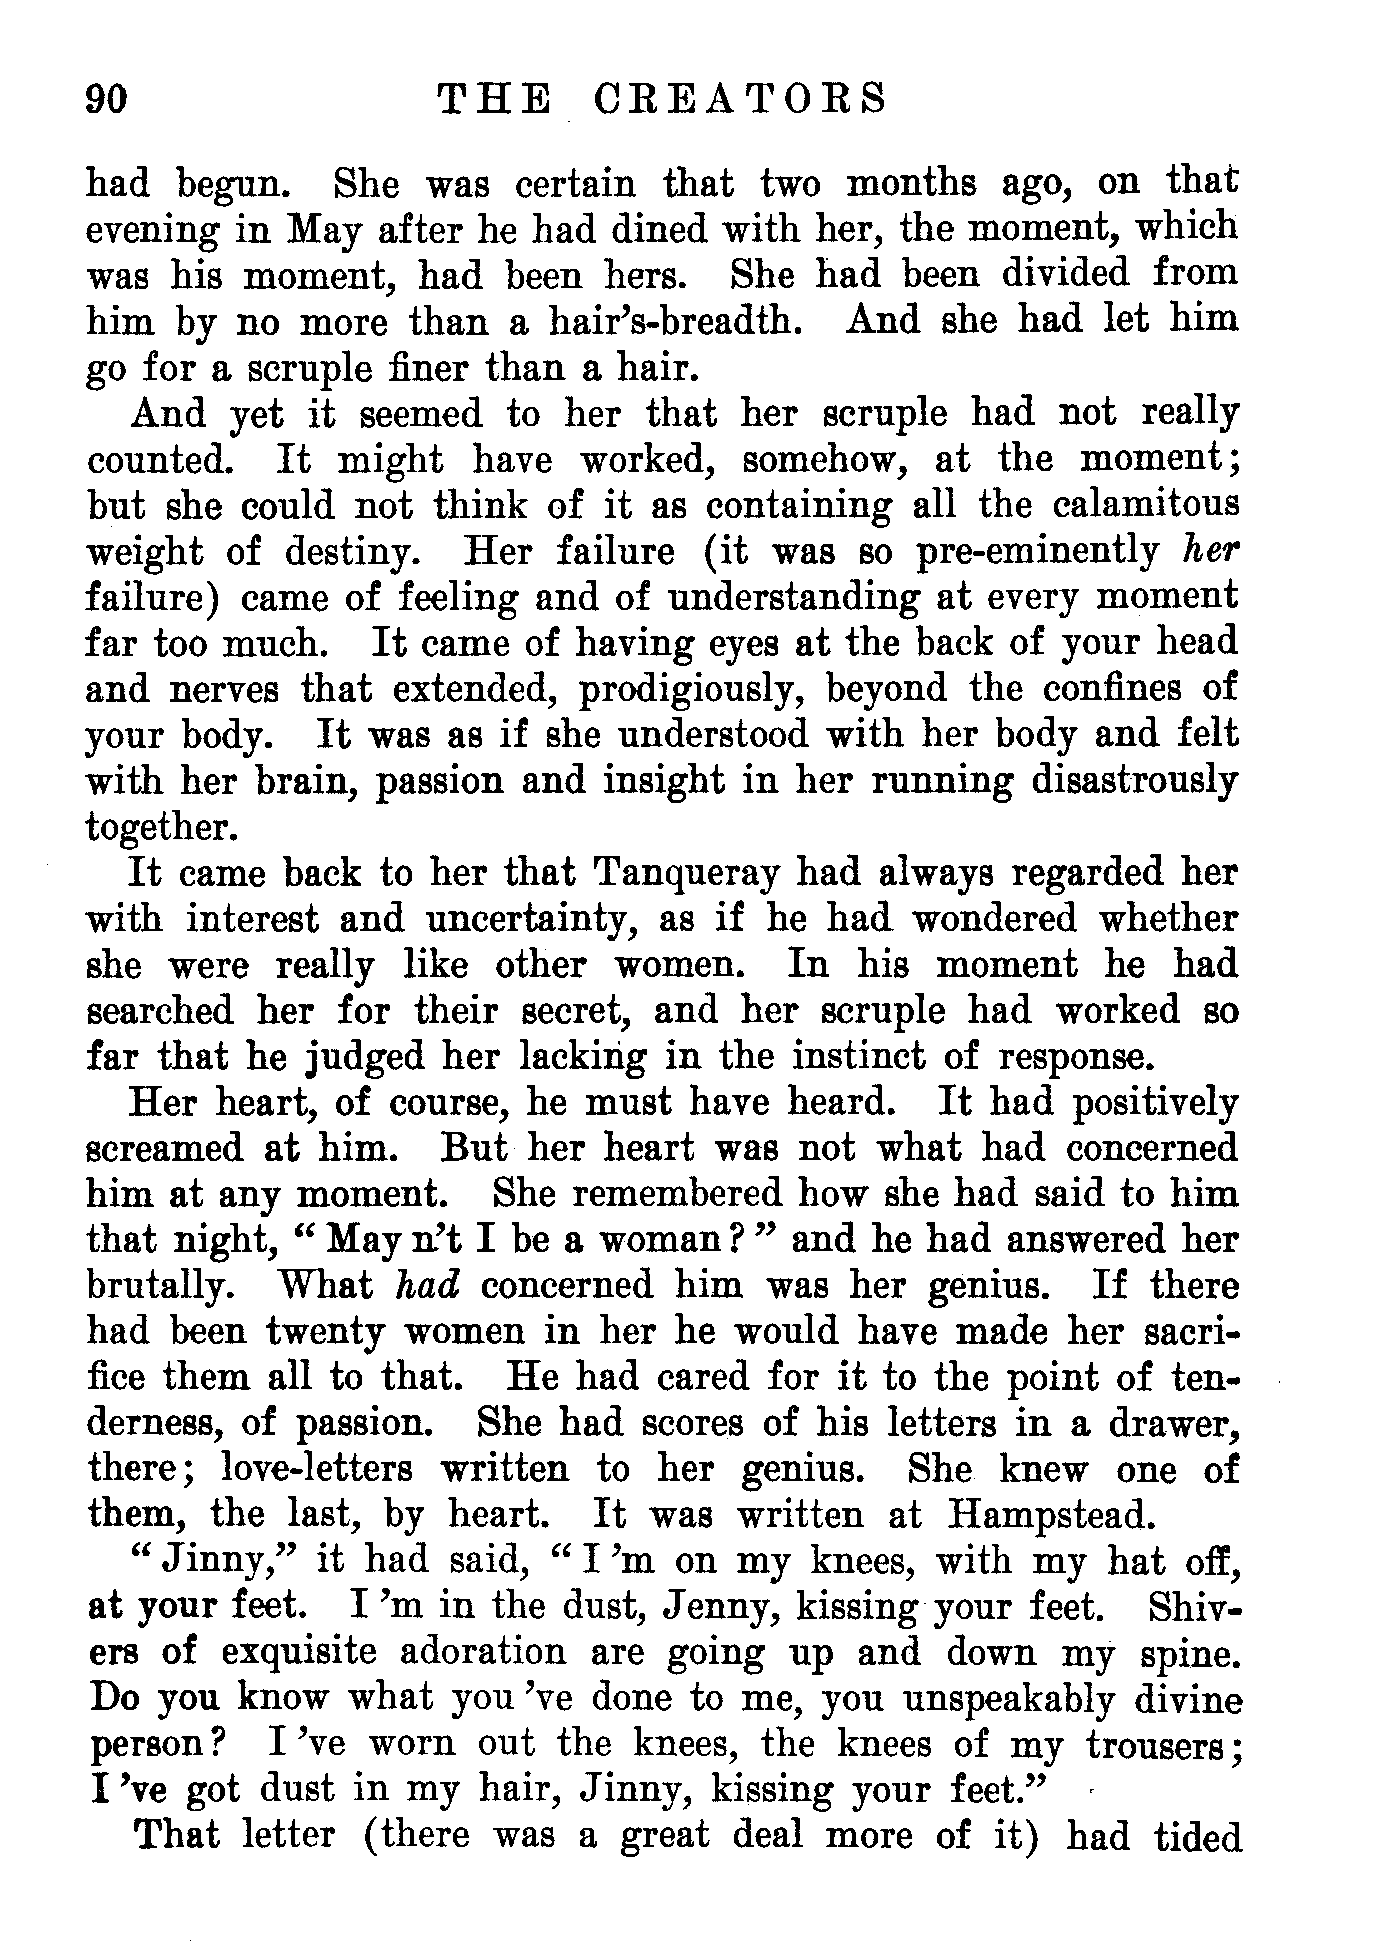 90 THE CREATORS
had begun. She was certain that two months ago, on that
evening in May after he had dined with her, the moment, which
was his moment, had been hers. She had been divided from
him by no more than a hair's-breadth. And she had let him
go for a scruple finer than a hair.
And yet it seemed to her that her scruple had not really
counted. It might have worked, somehow, at the moment;
but she could not think of it as containing all the calamitous
weight of destiny. Her failure (it was so pre-eminently her
failure) came of feeling and of understanding at every moment
far too much. It came of having eyes at the back of your head
and nerves that extended, prodigiously, beyond the confines of
your body. It was as if she understood with her body and felt
with her brain, passion and insight in her running disastrously
together.
It came back to her that Tanqueray had always regarded her
with interest and uncertainty, as if he had wondered whether
she were really like other women. In his moment he had
searched her for their secret, and her scruple had worked so
far that he judged her lacking in the instinct of response.
Her heart, of course, he must have heard. It had positively
screamed at him. But her heart was not what had concerned
him at any moment. She remembered how she had said to him
that night, "May n't I be a woman?" and he had answered her
brutally. What had concerned him was her genius. If there
had been twenty women in her he would have made her sacri-
fice them all to that. He had cared for it to the point of ten-
derness, of passion. She had scores of his letters in a drawer,
there; love-letters written to her genius. She knew one of
them, the last, by heart. It was written at Hampstead.
"Jinny," it had said, "I 'm on my knees, with my hat off,
at your feet. I 'm in the dust, Jenny, kissing your feet. Shiv-
ers of exquisite adoration are going up and down my spine.
Do you know what you 've done to me, you unspeakably divine
person? I 've worn out the knees, the knees of my trousers;
I 've got dust in my hair, Jinny, kissing your feet."
That letter (there was a great deal more of it) had tided